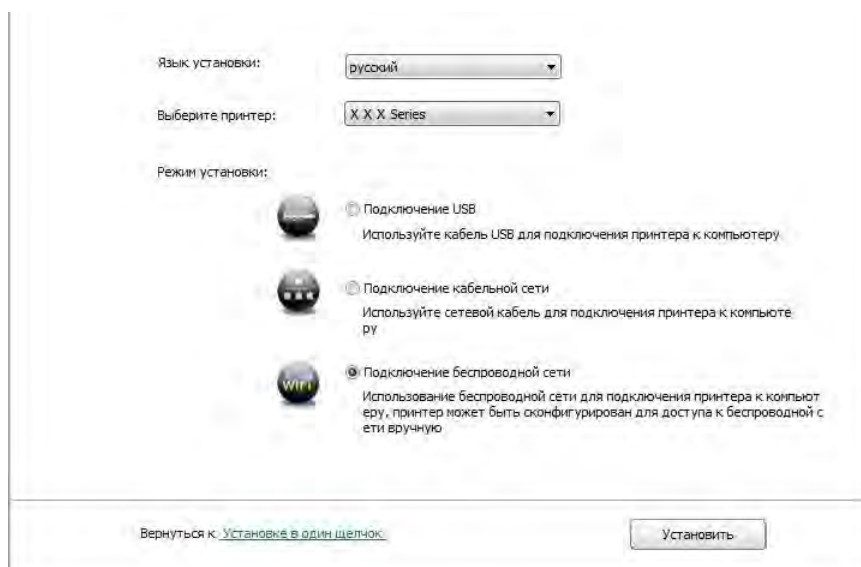 Язык установки:
русский
Выберите принтер:
X X X Series
Режим установки:
Подключение USB
Используйте кабель USB для подключения принтера к компьютеру
Подключение кабельной сети
Используйте сетевой кабель для подключения принтера к компьюте
ру
WiFi
Подключение беспроводной сети
Использование беспроводной сети для подключения принтера к компьют
еру, принтер может быть сконфигурирован для доступа к беспроводной с
ети вручную
Вернуться к Установке в один щелчок
Установить